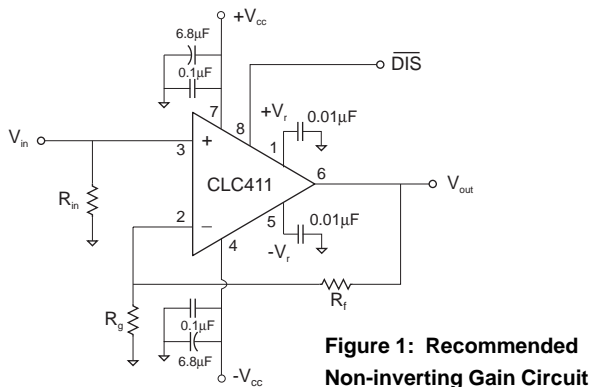 +Vcc
6.8µF
0.1µF
DIS
7
8
+Vr
0.01µF
Vin
3
+
1
CLC411
6
Vout
Rin
2
−
5
0.01µF
4
-Vr
Rf
Rg
0.1µF
6.8µF
-Vcc
Figure 1: Recommended
Non-inverting Gain Circuit